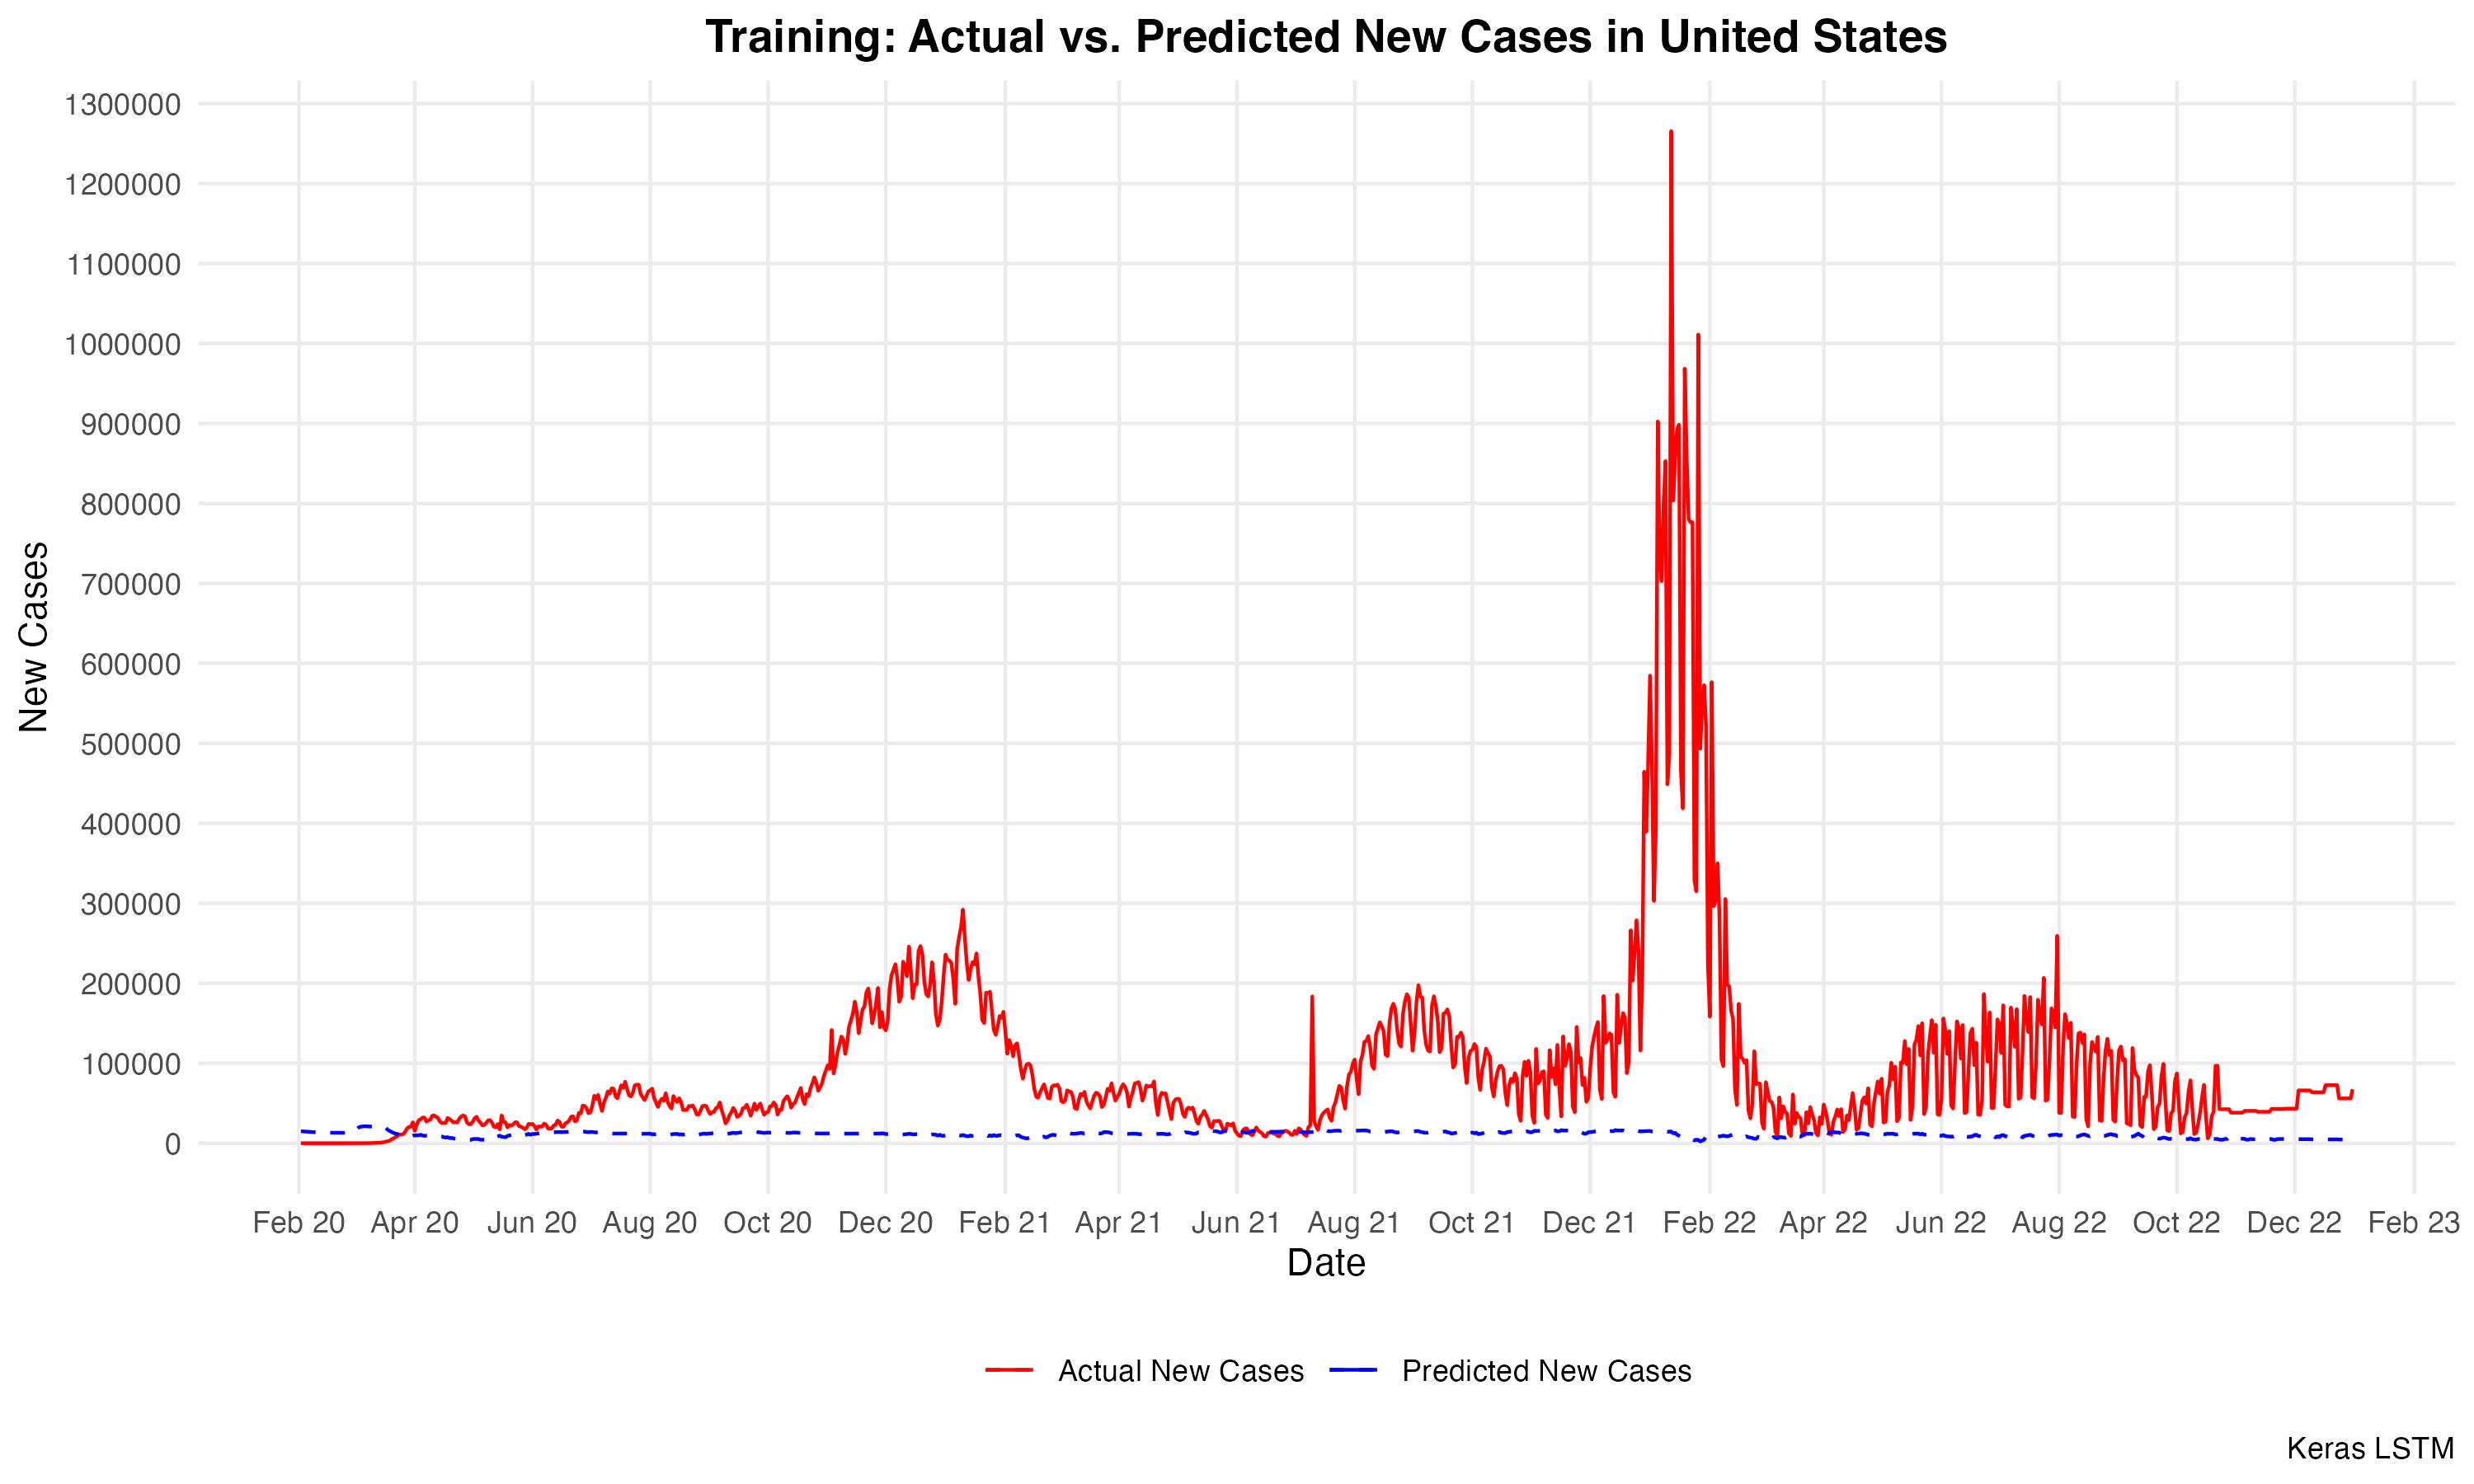 Training: Actual vs. Predicted New Cases in United States
New Cases
1300000
1200000
1100000
1000000
900000
800000
700000
600000
500000
400000
300000
200000
100000
0
Feb 20 Apr 20 Jun 20 Aug 20 Oct 20 Dec 20 Feb 21 Apr 21 Jun 21 Aug 21 Oct 21 Dec 21 Feb 22 Apr 22 Jun 22 Aug 22 Oct 22 Dec 22 Feb 23
Date
Actual New Cases Predicted New Cases
Keras LSTM